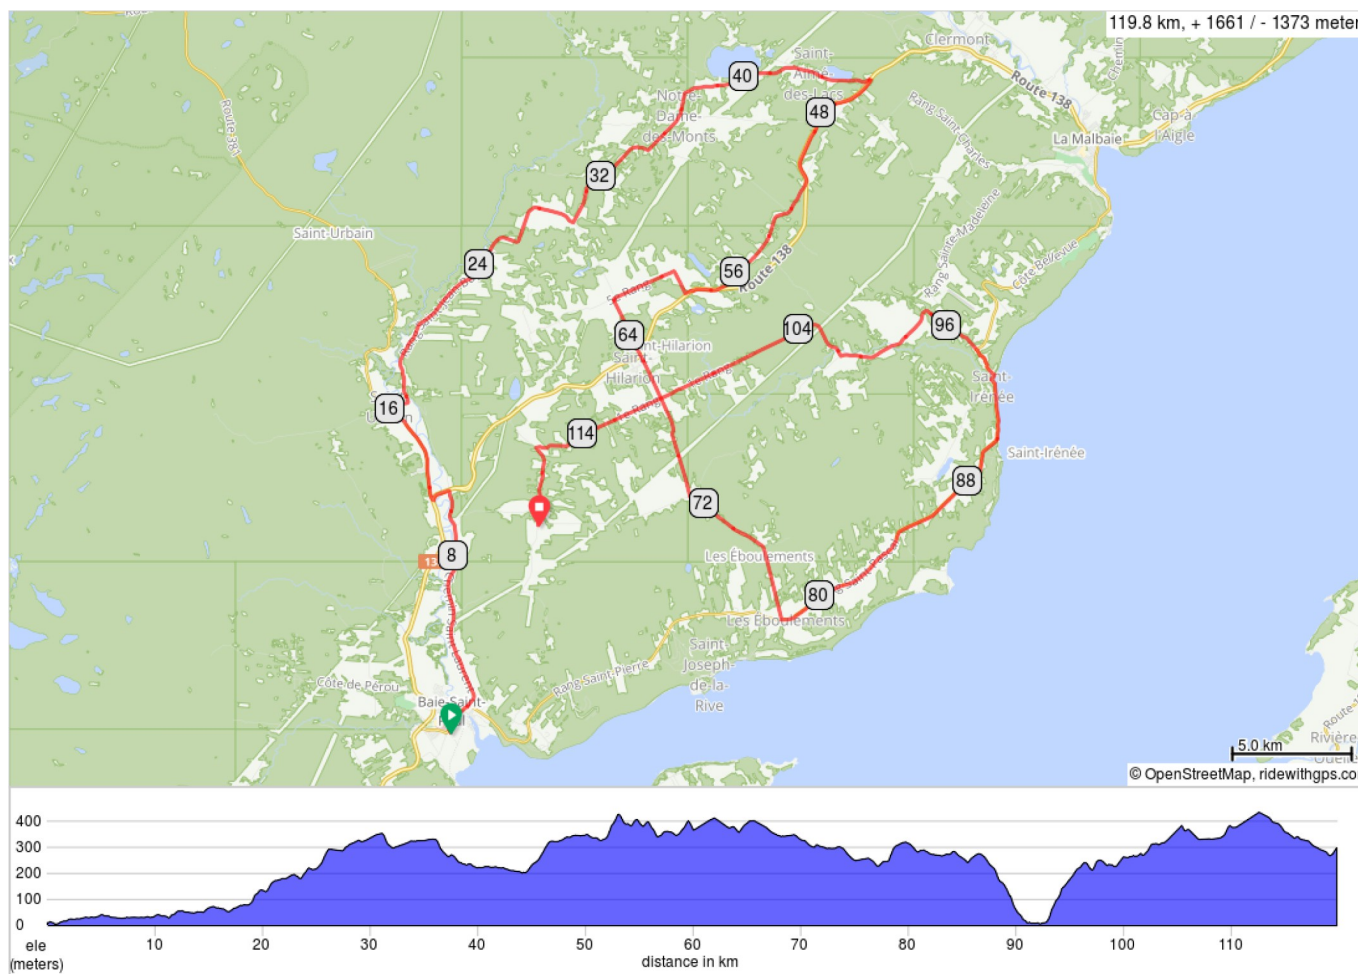 119.8 km, + 1661 / - 1373 meter
Clermont
Route 138
Route 381
40
Saint-
Aimé-
des-Lacs
Notre-
Dame-
des-Monts
48
Rang Saint-Charles
La Malbaie
Cap-à
l'Aigle
32
Saint-Urbain
24
Rang Sainte-Madeleine
Côte Bellevue
56
Route 138
Rang
64
104
96
Saint-
Hilarion
Saint-
Irénée
16
114
Saint-Irénée
88
72
8
Les Éboulements
80
Les Éboulements
Saint-
Joseph-
de-la-
Rive
Rang Saint-Pierre
Côte de Pérou
Baie-Saint-
Rivière
5.0 km
© OpenStreetMap, ridewithgps.co
400
300
200
100
0
ele
(meters)
10 20 30 40 50 60 70 80 90 100 110
distance in km